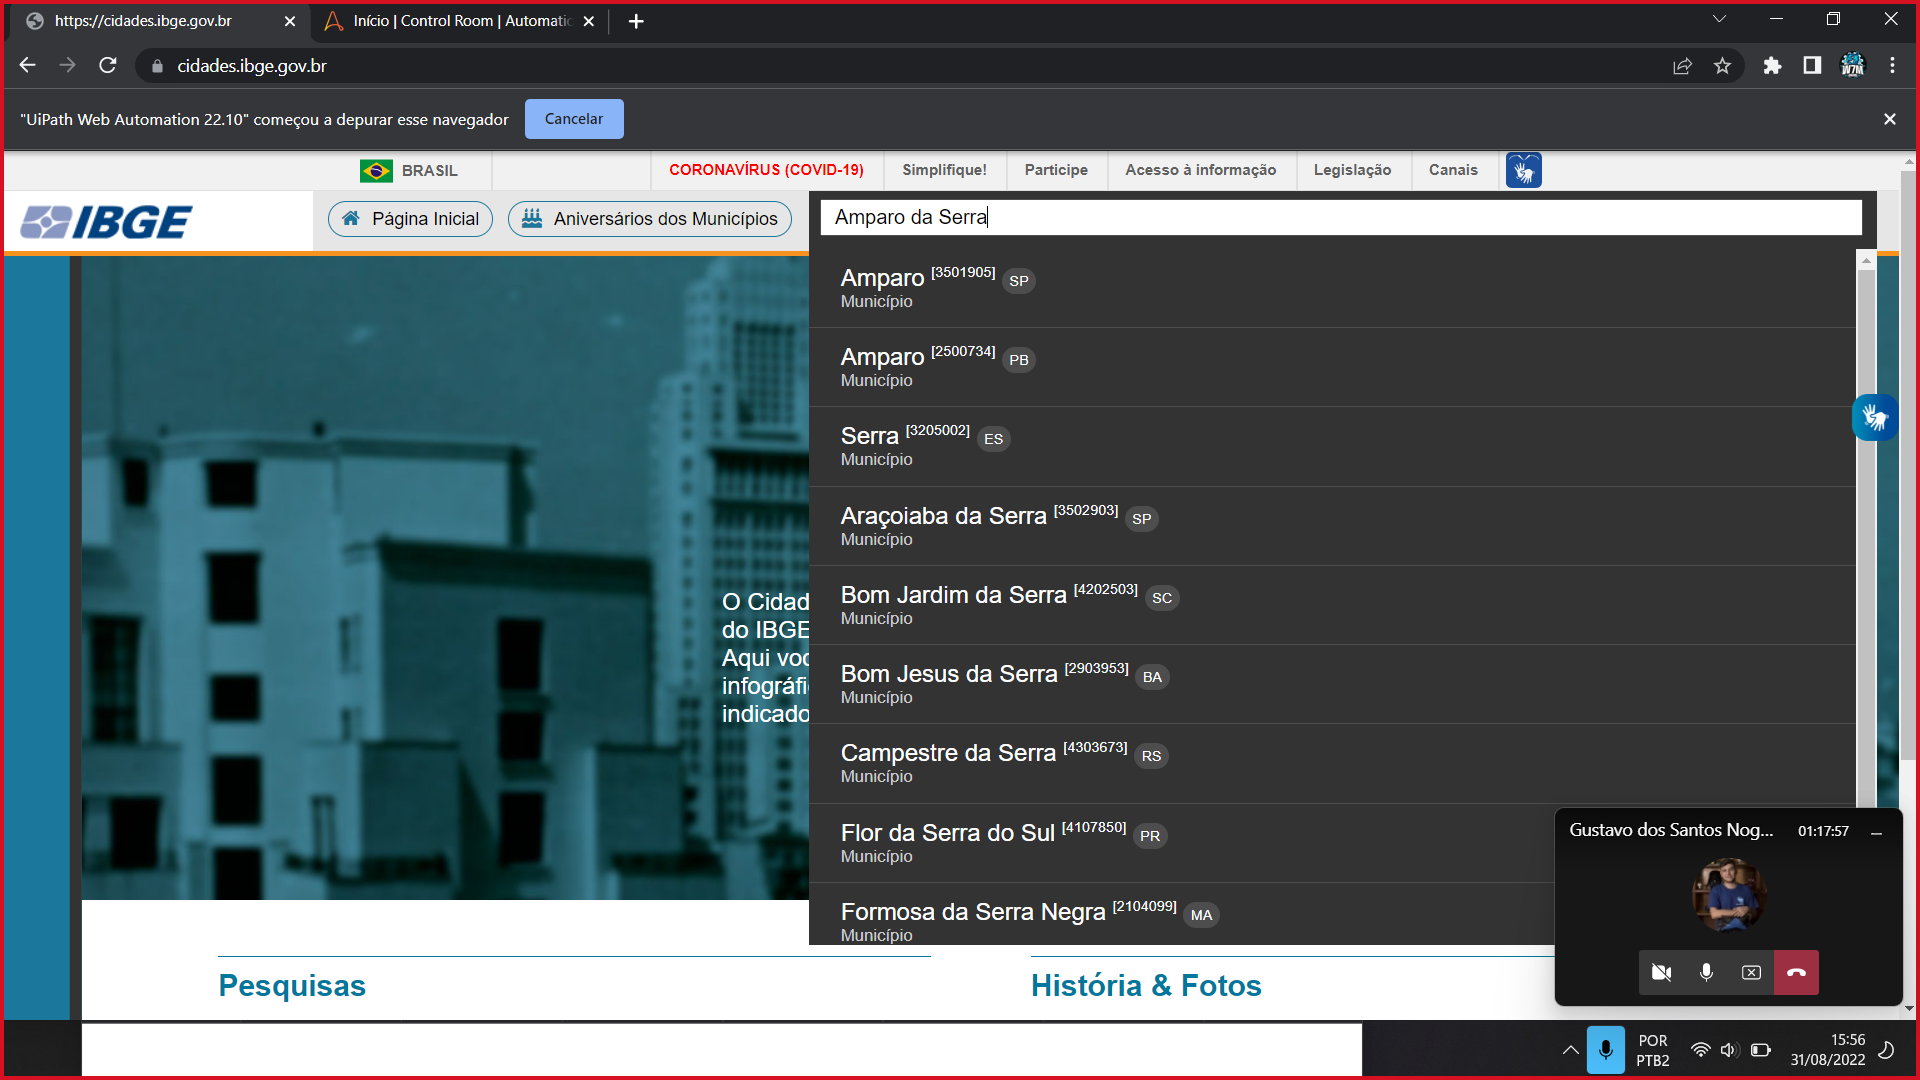 https://cidades.ibge.gov.br
Início | Control Room | Automatic
cidades.ibge.gov.br
"UiPath Web Automation 22.10" começou a depurar esse navegador
Cancelar
BRASIL
CORONAVÍRUS (COVID-19)
Simplifique!
Participe
Acesso à informação
Legislação
Canais
IBGE
Página Inicial
Aniversários dos Municípios
Amparo da Serra
Amparo [3501905] SP
Município
Amparo [2500734] PB
Município
Serra [3205002] ES
Município
Araçoiaba da Serra [3502903] SP
Município
Bom Jardim da Serra [4202503] SC
Município
Bom Jesus da Serra [2903953] BA
Município
Campestre da Serra [4303673] RS
Município
Flor da Serra do Sul [4107850] PR
Município
Formosa da Serra Negra [2104099] MA
Município
O Cidad
do IBGE
Aqui voc
infográfi
indicado
Pesquisas
História & Fotos
Gustavo dos Santos Nog... 01:17:57
POR
PTB2
15:56
31/08/2022